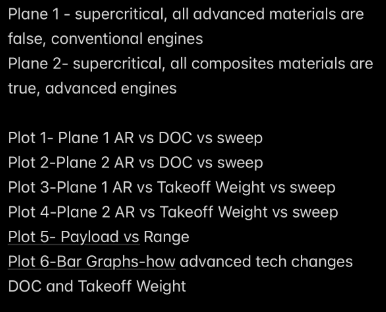 Plane 1 - supercritical, all advanced materials are
false, conventional engines
Plane 2- supercritical, all composites materials are
true, advanced engines
Plot 1- Plane 1 AR vs DOC vs sweep
Plot 2-Plane 2 AR vs DOC vs sweep
Plot 3-Plane 1 AR vs Takeoff Weight vs sweep
Plot 4-Plane 2 AR vs Takeoff Weight vs sweep
Plot 5- Payload vs Range
Plot 6-Bar Graphs-how advanced tech changes
DOC and Takeoff Weight